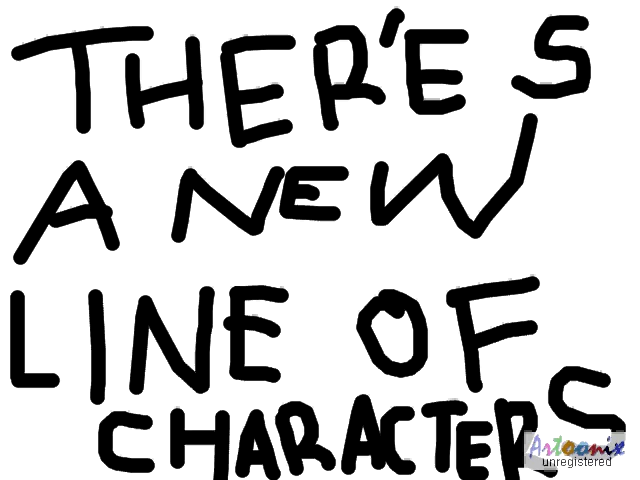 THER'E S
A NEW
LINE OF
CHARACTERS
Artoonix
unregistered